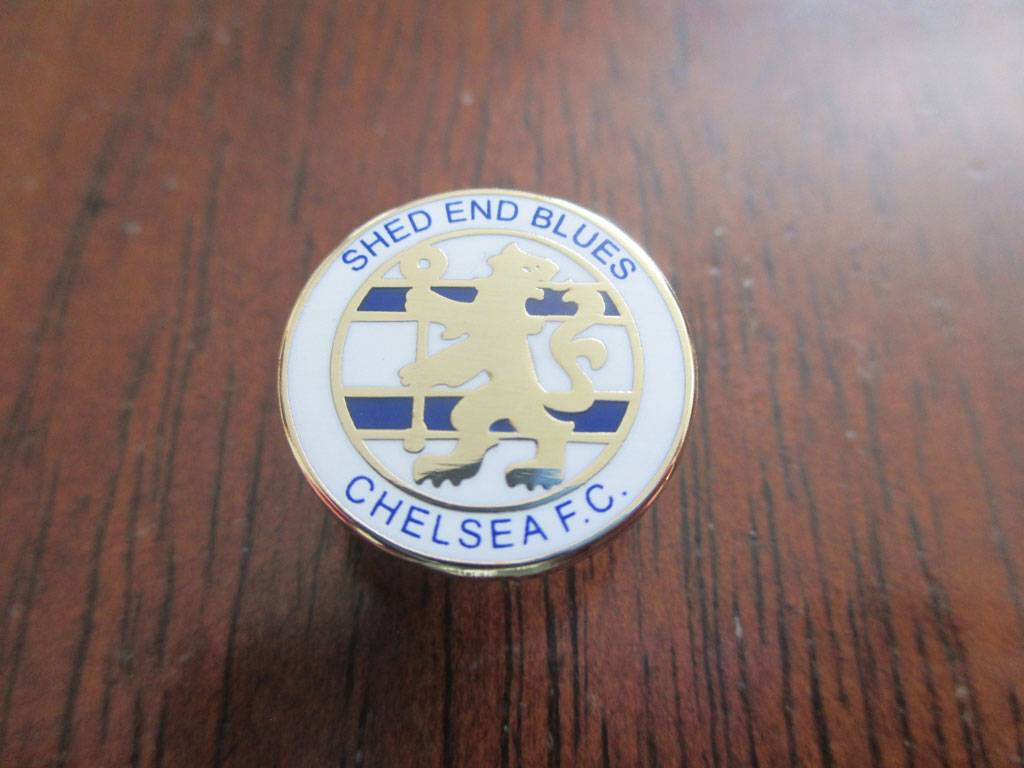 SHED END BLUES
CHELSEA F.C.